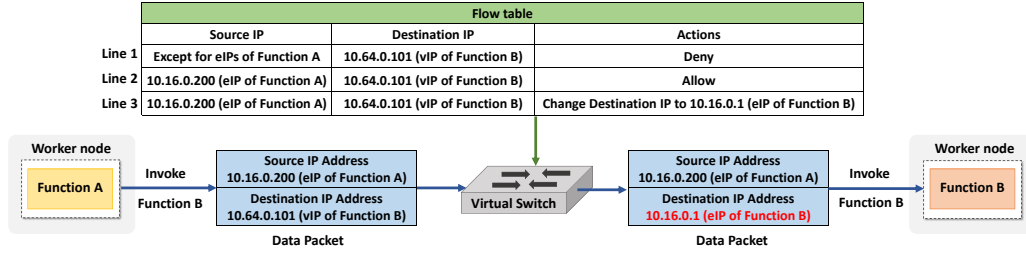 Flow table
Source IP Destination IP Actions
Line 1 Except for eIPs of Function A 10.64.0.101 (vIP of Function B) Deny
Line 2 10.16.0.200 (eIP of Function A) 10.64.0.101 (vIP of Function B) Allow
Line 3 10.16.0.200 (eIP of Function A) 10.64.0.101 (vIP of Function B) Change Destination IP to 10.16.0.1 (eIP of Function B)
Worker node
Function A
Invoke
Function B
Source IP Address
10.16.0.200 (eIP of Function A)
Destination IP Address
10.64.0.101 (vIP of Function B)
Data Packet
Virtual Switch
Source IP Address
10.16.0.200 (eIP of Function A)
Destination IP Address
10.16.0.1 (eIP of Function B)
Data Packet
Invoke
Function B
Worker node
Function B